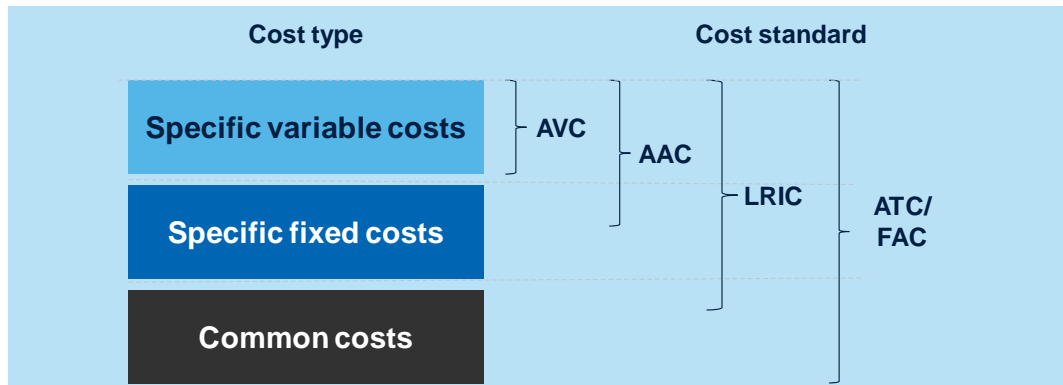 Cost type
Cost standard
Specific variable costs
AVC
AAC
Specific fixed costs
LRIC
ATC/
FAC
Common costs